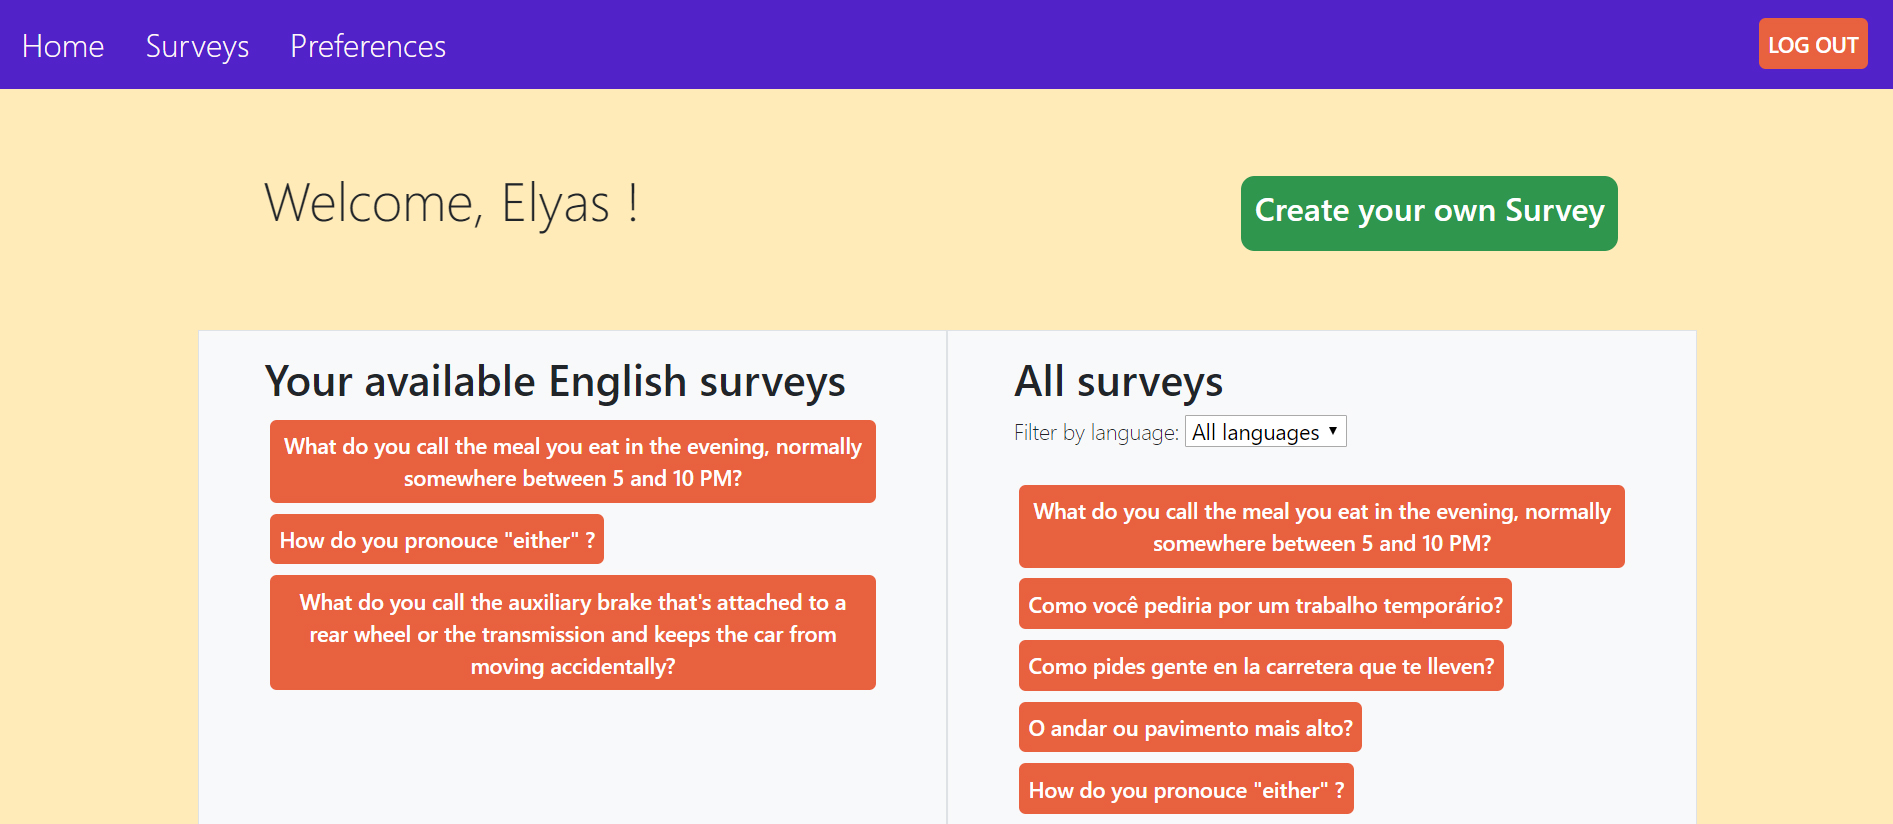 Home Surveys Preferences LOG OUT
Welcome, Elyas !
Create your own Survey
Your available English surveys
What do you call the meal you eat in the evening, normally
somewhere between 5 and 10 PM?
How do you pronouce "either" ?
What do you call the auxiliary brake that's attached to a
rear wheel or the transmission and keeps the car from
moving accidentally?
All surveys
Filter by language: All languages
What do you call the meal you eat in the evening, normally
somewhere between 5 and 10 PM?
Como você pediria por um trabalho temporário?
Como pides gente en la carretera que te lleven?
O andar ou pavimento mais alto?
How do you pronouce "either" ?